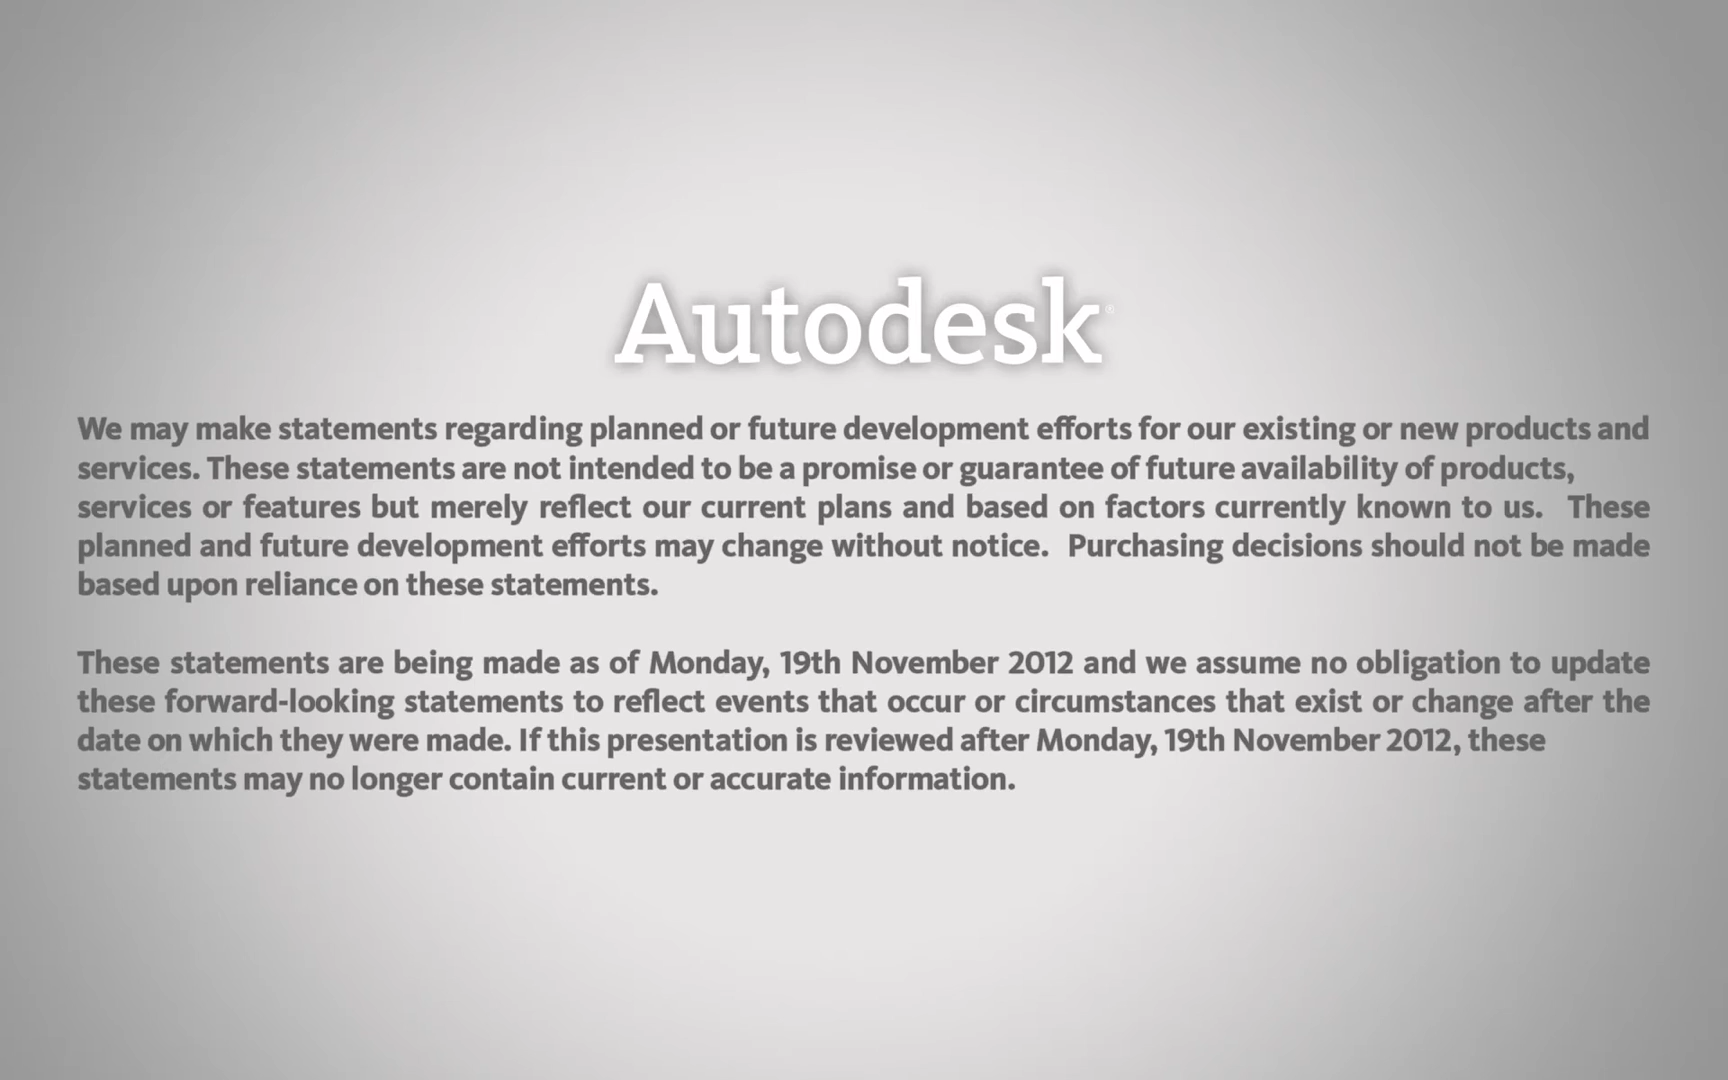 Autodesk®
We may make statements regarding planned or future development efforts for our existing or new products and
services. These statements are not intended to be a promise or guarantee of future availability of products,
services or features but merely reflect our current plans and based on factors currently known to us.  These
planned and future development efforts may change without notice.  Purchasing decisions should not be made
based upon reliance on these statements.
These statements are being made as of Monday, 19th November 2012 and we assume no obligation to update
these forward-looking statements to reflect events that occur or circumstances that exist or change after the
date on which they were made. If this presentation is reviewed after Monday, 19th November 2012, these
statements may no longer contain current or accurate information.